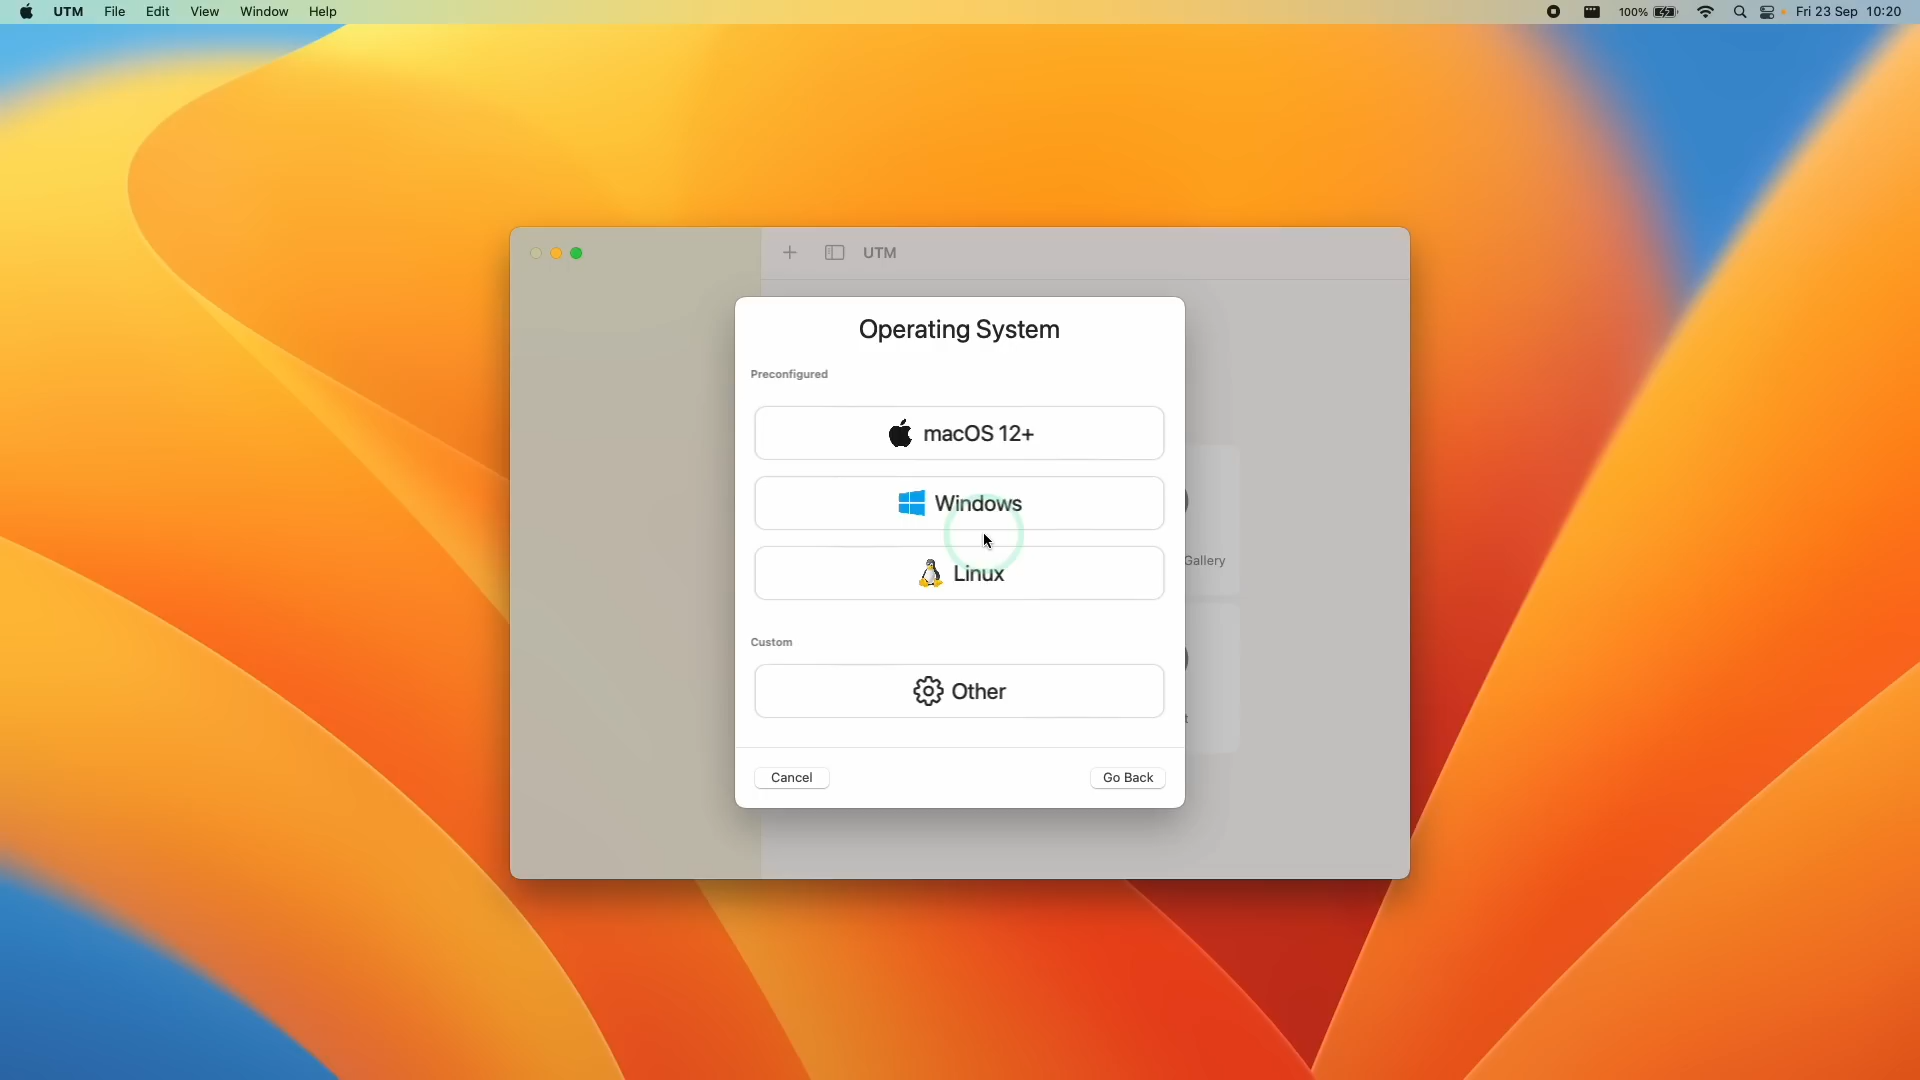 UTM File Edit View Window Help 100% Fri 23 Sep 10:20
UTM
Operating System
Preconfigured
macOS 12+
Windows
Gallery
Linux
Custom
Other
t
Cancel Go Back